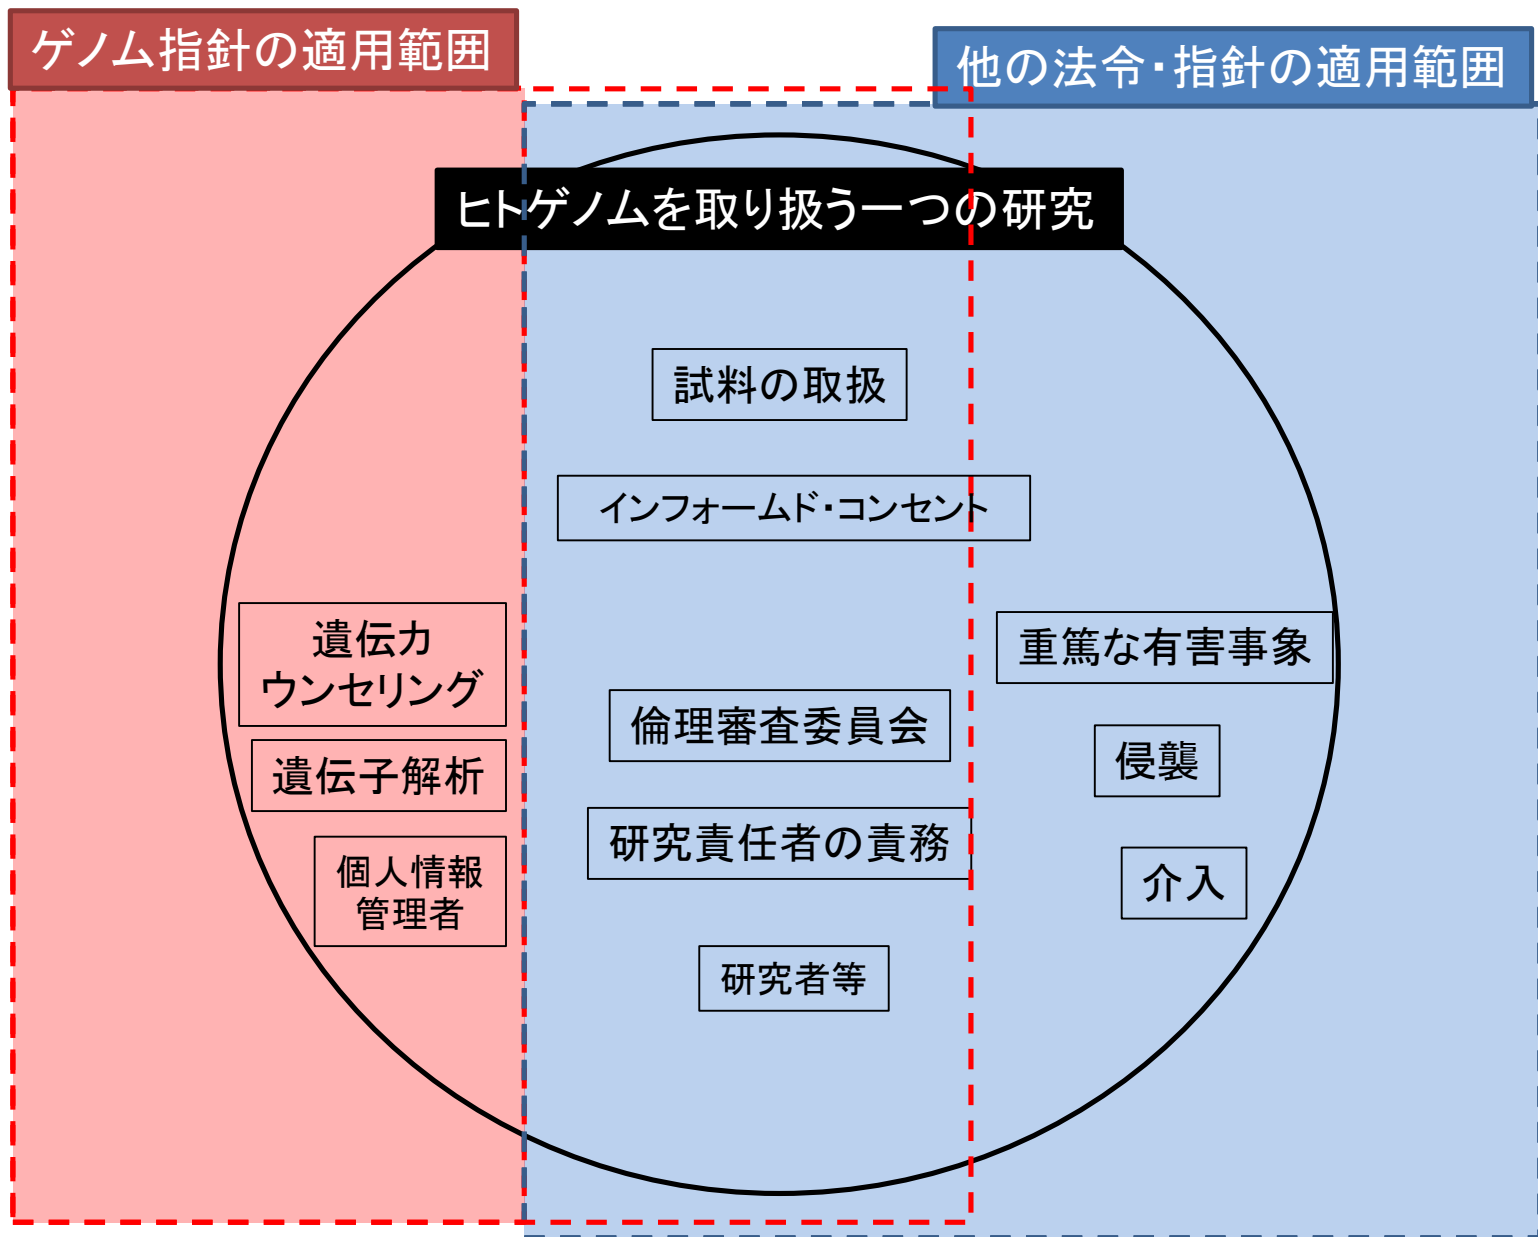 ゲノム指針の適用範囲
他の法令・指針の適用範囲
ヒトゲノムを取り扱う一つの研究
試料の取扱
インフォームド・コンセント
遺伝カ
ウンセリング
遺伝子解析
個人情報
管理者
倫理審査委員会
研究責任者の責務
研究者等
重篤な有害事象
侵襲
介入